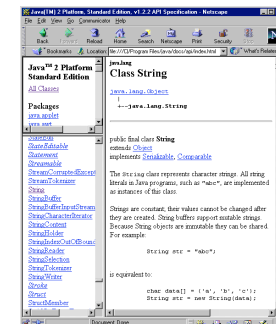 Java(TM) 2 Platform, Standard Edition, v1.2.2 API Specification - Netscape
File Edit View Go Communicator Help
Back Reload Home Search Netscape Print Security
Bookmarks Location: file:///C|/Program Files/java/docs/api/index.html What's Related
Java™ 2 Platform
Standard Edition
All Classes
Packages
java.applet
java.awt
StateEditable
Statement
Streamable
StreamCorruptedExcept
StreamTokenizer
String
StringBuffer
StringBufferInputStream
StringCharacterIterator
StringContent
StringHolder
StringIndexOutOfBound
StringReader
StringSelection
StringTokenizer
StringWriter
Stroke
Struct
StructMember
java.lang
Class String
java.lang.Object
|
+--java.lang.String
public final class String
extends Object
implements Serializable, Comparable
The String class represents character strings. All string
literals in Java programs, such as "abc", are implemented
as instances of this class.
Strings are constant; their values cannot be changed after
they are created. String buffers support mutable strings.
Because String objects are immutable they can be shared.
For example:
String str = "abc";
is equivalent to:
char data[] = {'a', 'b', 'c'};
String str = new String(data);
Document: Done